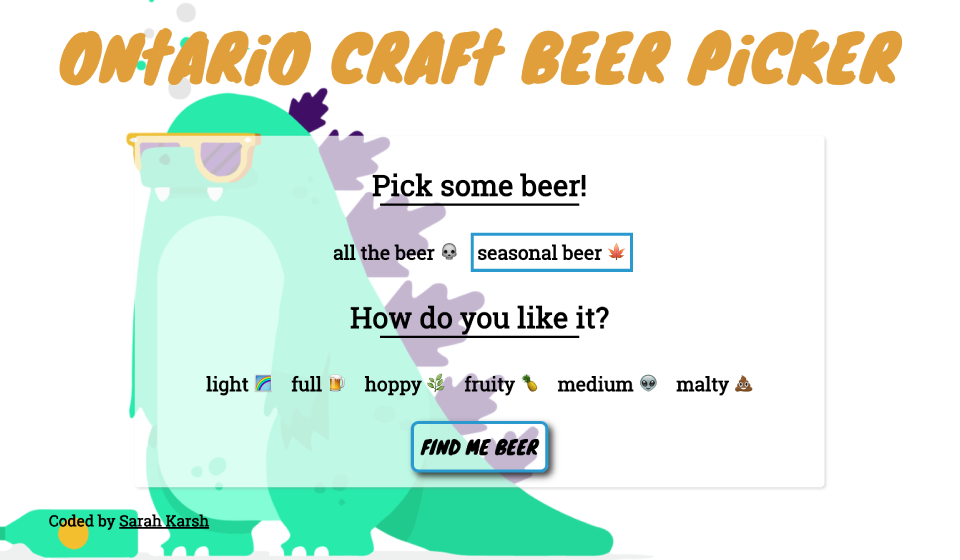 ONTARIO CRAFT BEER PICKER
Pick some beer!
all the beer 💀 seasonal beer 🍁
How do you like it?
light 🌈 full 🍺 hoppy 🌿 fruity 🍍 medium 👽 malty 💩
FIND ME BEER
Coded by Sarah Karsh